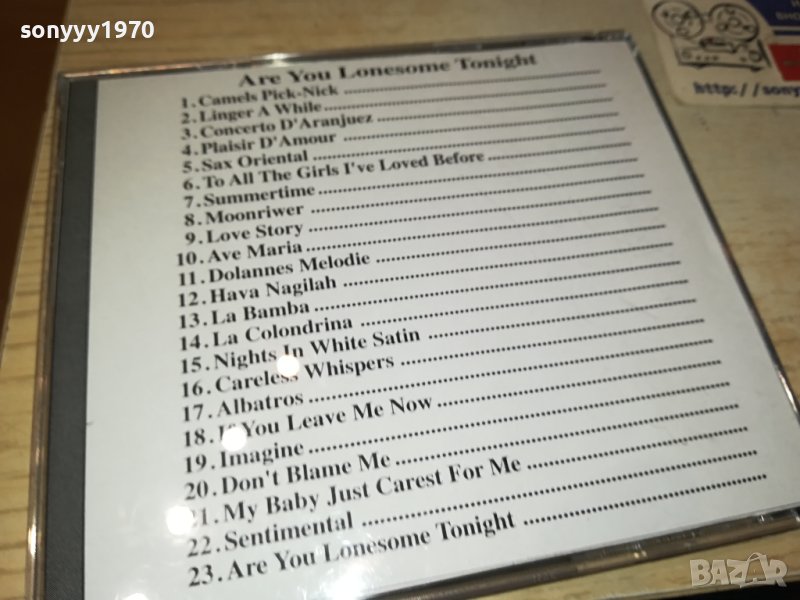 sonyyy1970
http://sony
Are You Lonesome Tonight
1. Camels Pick-Nick
2. Linger A While
3. Concerto D'Aranjuez
4. Plaisir D'Amour
5. Sax Oriental
6. To All The Girls I've Loved Before
7. Summertime
8. Moonriwer
9. Love Story
10. Ave Maria
11. Dolannes Melodie
12. Hava Nagilah
13. La Bamba
14. La Colondrina
15. Nights In White Satin
16. Careless Whispers
17. Albatros
18. If You Leave Me Now
19. Imagine
20. Don't Blame Me
21. My Baby Just Carest For Me
22. Sentimental
23. Are You Lonesome Tonight
BAZAR